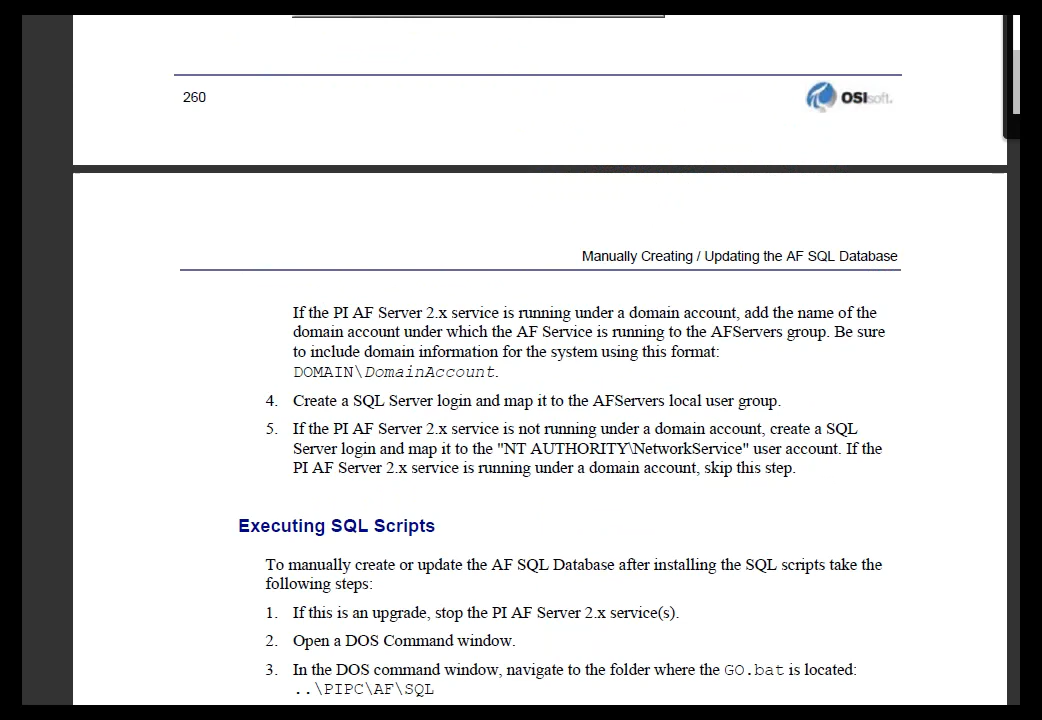 260
OSIsoft.
Manually Creating / Updating the AF SQL Database
If the PI AF Server 2.x service is running under a domain account, add the name of the
domain account under which the AF Service is running to the AFServers group. Be sure
to include domain information for the system using this format:
DOMAIN\DomainAccount.
4. Create a SQL Server login and map it to the AFServers local user group.
5. If the PI AF Server 2.x service is not running under a domain account, create a SQL
Server login and map it to the "NT AUTHORITY\NetworkService" user account. If the
PI AF Server 2.x service is running under a domain account, skip this step.
Executing SQL Scripts
To manually create or update the AF SQL Database after installing the SQL scripts take the
following steps:
1. If this is an upgrade, stop the PI AF Server 2.x service(s).
2. Open a DOS Command window.
3. In the DOS command window, navigate to the folder where the GO.bat is located:
..\PIPC\AF\SQL